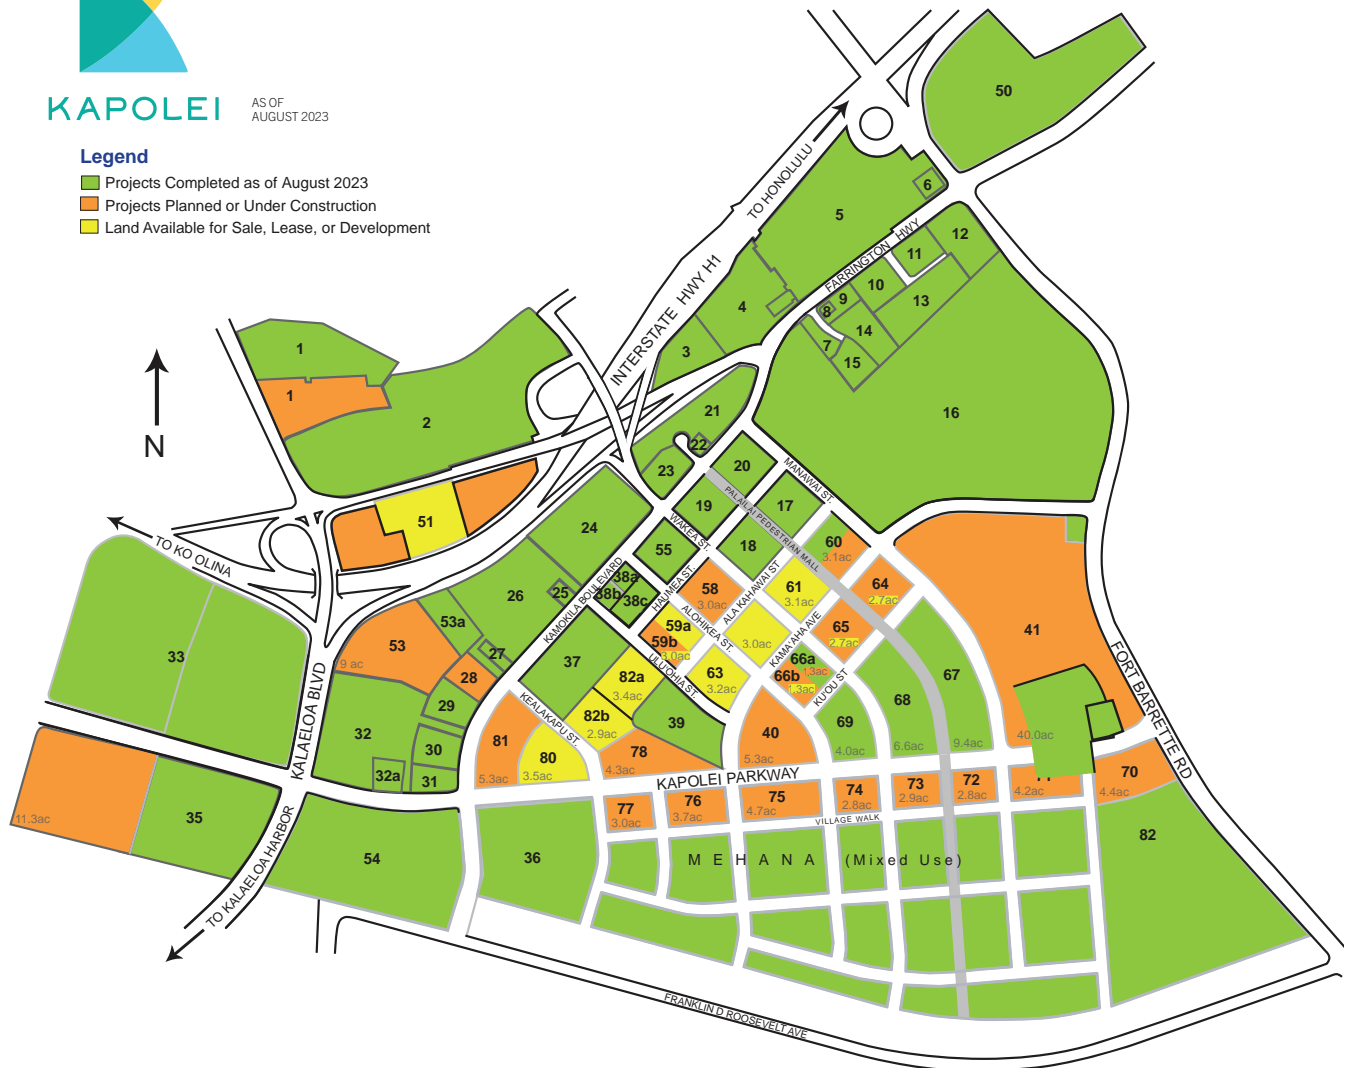 KAPOLEI
AS OF
AUGUST 2023
Legend
Projects Completed as of August 2023
Projects Planned or Under Construction
Land Available for Sale, Lease, or Development
N
TO HONOLULU
INTERSTATE HWY H1
FARRINGTON HWY
TO KO OLINA
KALAELOA BLVD
TO KALAELOA HARBOR
KAMOKILA BOULEVARD
MANAWAI ST.
PALAILAI PEDESTRIAN MALL
WAKEA ST.
HAUMEA ST.
ALOHIKEA ST.
ALA KAHAWAI ST
KAMA'AHA AVE
ULU'OHIA ST.
KU'OU ST
KEALAKAPU ST.
KAPOLEI PARKWAY
VILLAGE WALK
FORT BARRETTE RD
FRANKLIN D ROOSEVELT AVE
MEHANA (Mixed Use)
50
6
5
12
11
10
9
8
13
14
7
15
4
3
1
1
2
16
21
22
23
20
19
17
18
51
24
55
60
3.1ac
38a
38b
38c
58
3.0ac
61
3.1ac
64
2.7ac
65
2.7ac
25
26
53a
53
9 ac
27
28
29
59a
59b
3.0ac
3.0ac
66a
1.3ac
66b
1.3ac
63
3.2ac
41
40.0ac
33
32
32a
30
31
37
82a
3.4ac
82b
2.9ac
39
67
9.4ac
68
6.6ac
69
4.0ac
40
5.3ac
81
5.3ac
80
3.5ac
78
4.3ac
11.3ac
35
54
36
77
3.0ac
76
3.7ac
75
4.7ac
74
2.8ac
73
2.9ac
72
2.8ac
4.2ac
70
4.4ac
82